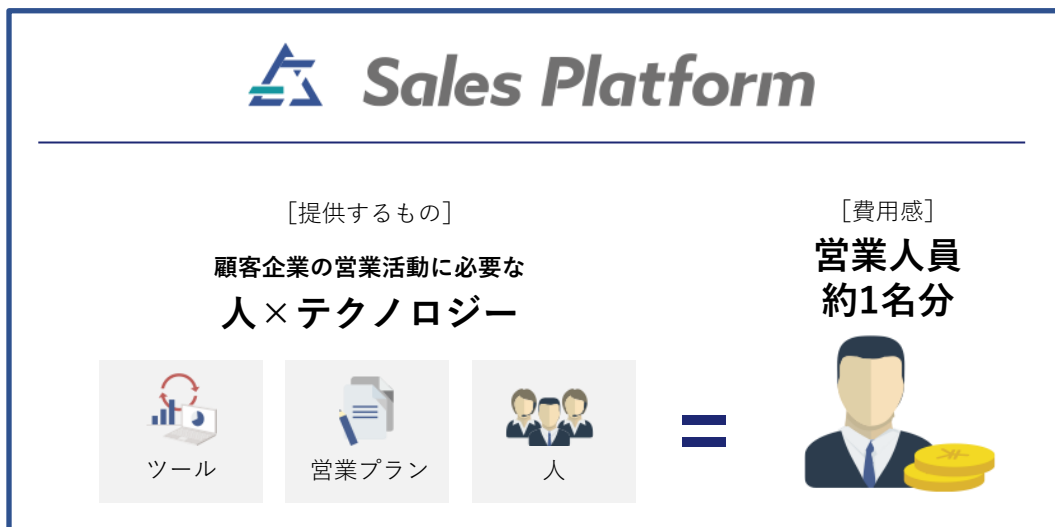 Sales Platform
［提供するもの］
顧客企業の営業活動に必要な
人×テクノロジー
ツール
営業プラン
人
=
［費用感］
営業人員
約1名分